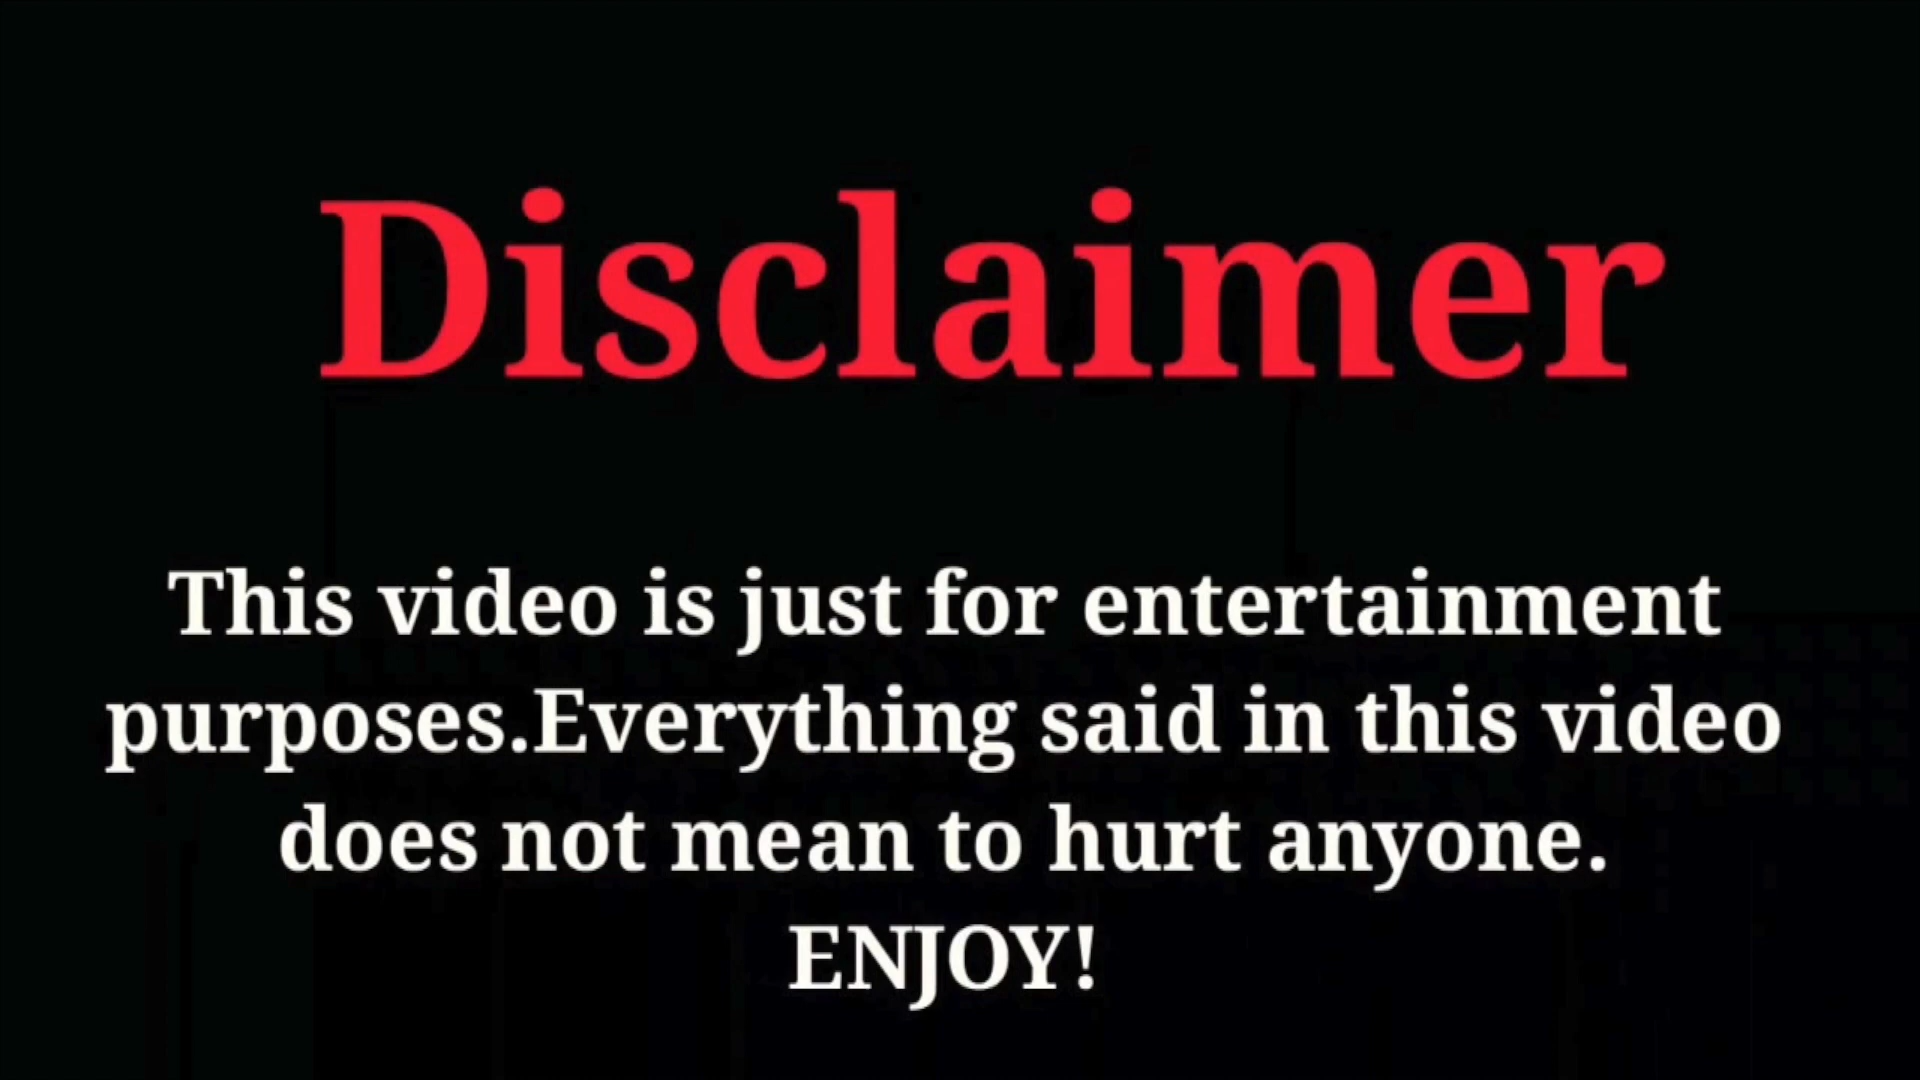 Disclaimer
This video is just for entertainment
purposes.Everything said in this video
does not mean to hurt anyone.
ENJOY!